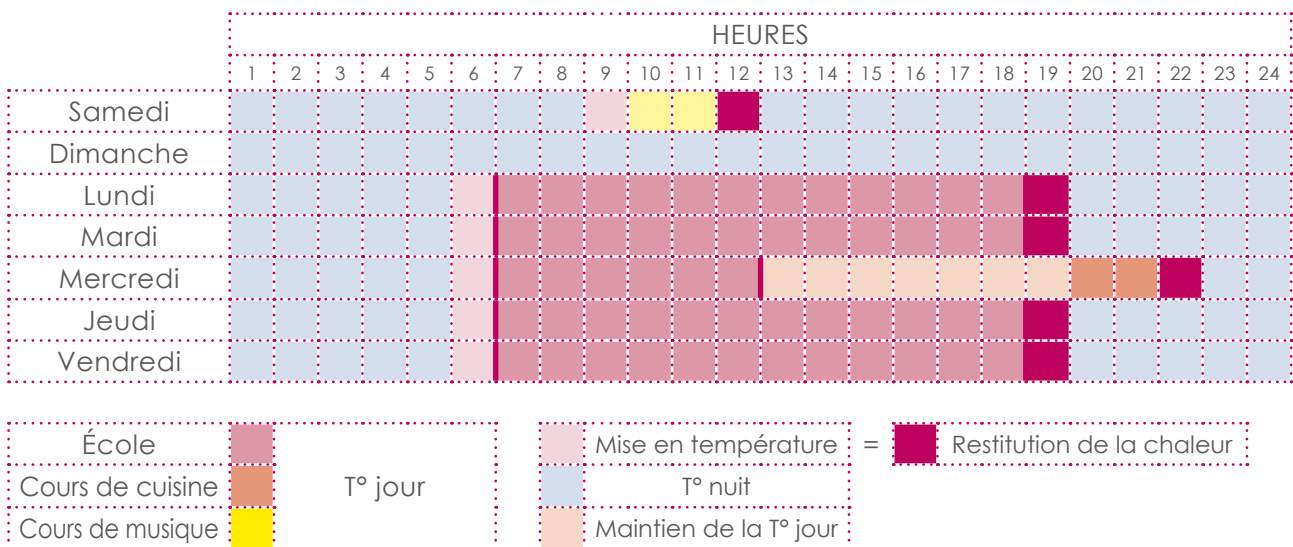 HEURES
1 2 3 4 5 6 7 8 9 10 11 12 13 14 15 16 17 18 19 20 21 22 23 24
Samedi
Dimanche
Lundi
Mardi
Mercredi
Jeudi
Vendredi
École Mise en température = Restitution de la chaleur
Cours de cuisine T° jour T° nuit
Cours de musique Maintien de la T° jour